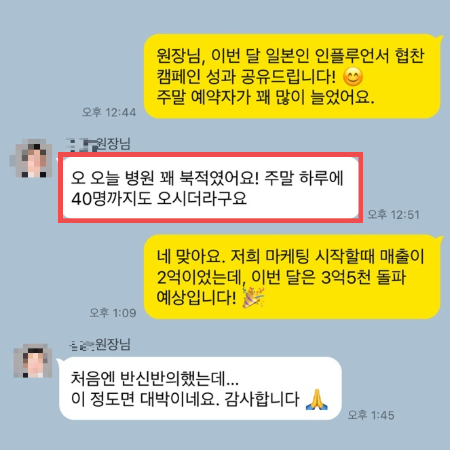 원장님, 이번 달 일본인 인플루언서 협찬
캠페인 성과 공유드립니다! 😊
주말 예약자가 꽤 많이 늘었어요.
오후 12:44
원장님
오 오늘 병원 꽤 북적였어요! 주말 하루에
40명까지도 오시더라구요
오후 12:51
네 맞아요. 저희 마케팅 시작할때 매출이
2억이었는데, 이번 달은 3억5천 돌파
예상입니다! 🎉
오후 1:09
원장님
처음엔 반신반의했는데...
이 정도면 대박이네요. 감사합니다 🙏
오후 1:45